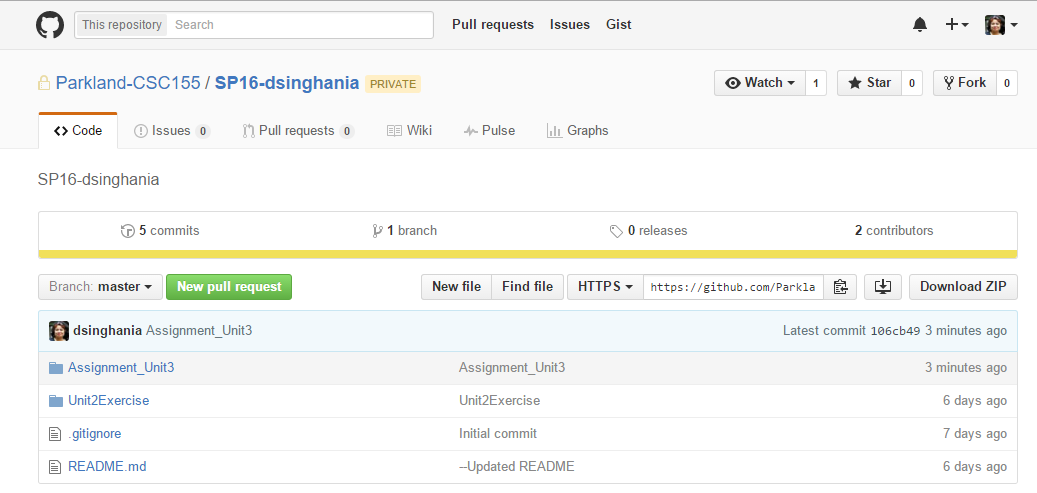 This repository Search Pull requests Issues Gist
Parkland-CSC155 / SP16-dsinghania PRIVATE Watch 1 Star 0 Fork 0
Code Issues 0 Pull requests 0 Wiki Pulse Graphs
SP16-dsinghania
5 commits 1 branch 0 releases 2 contributors
Branch: master New pull request New file Find file HTTPS https://github.com/Parkla Download ZIP
dsinghania Assignment_Unit3 Latest commit 106cb49 3 minutes ago
Assignment_Unit3 Assignment_Unit3 3 minutes ago
Unit2Exercise Unit2Exercise 6 days ago
.gitignore Initial commit 7 days ago
README.md --Updated README 6 days ago